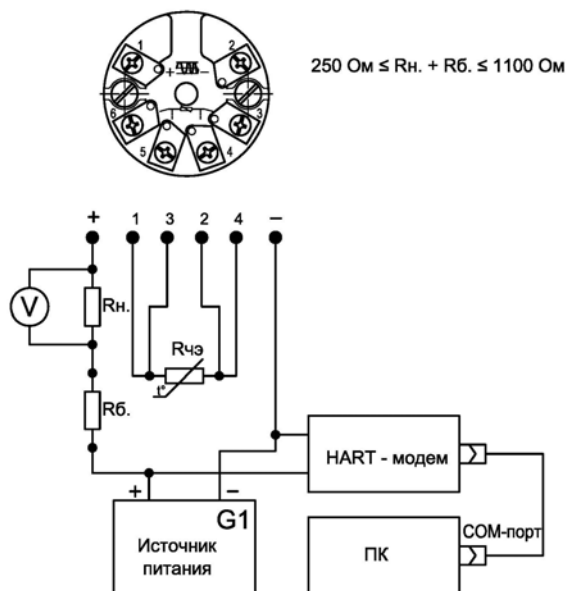 1
2
+
–
6
3
5
4
250 Ом ≤ Rн. + Rб. ≤ 1100 Ом
+ 1 3 2 4 –
V
Rн.
Rчэ
t°
Rб.
HART - модем
+ –
G1
COM-порт
Источник
питания
ПК